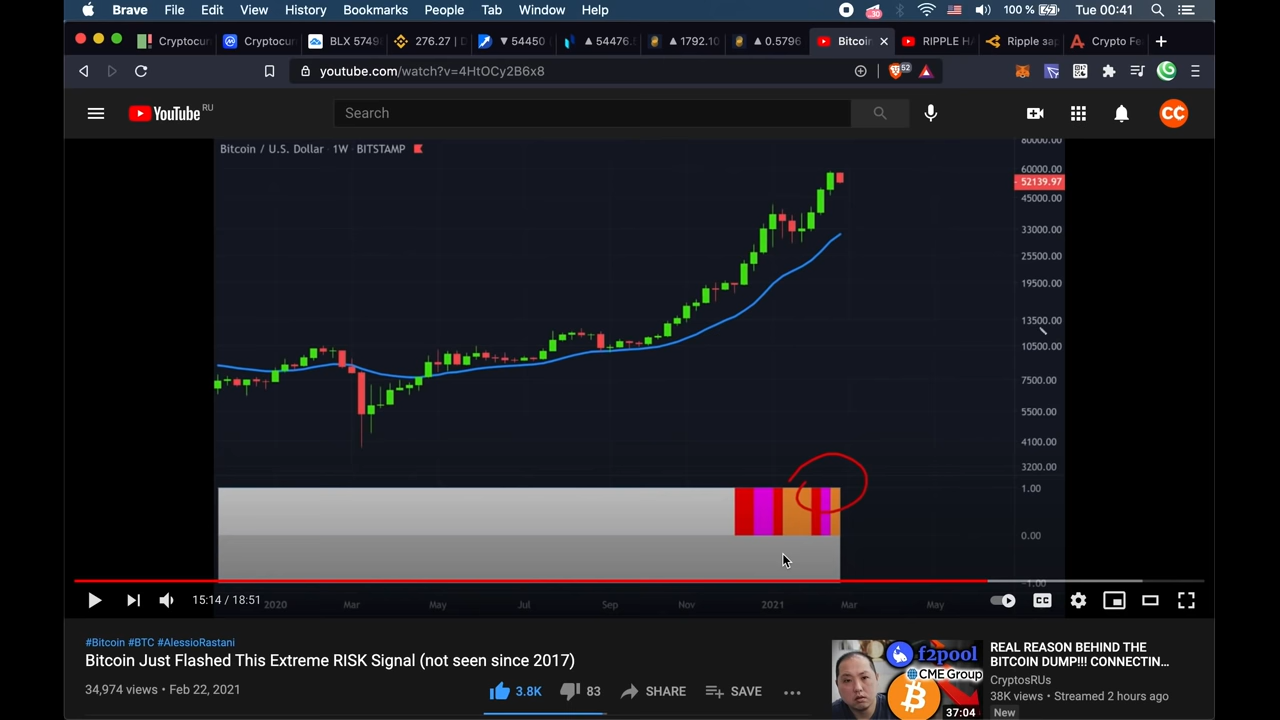 Brave File Edit View History Bookmarks People Tab Window Help 30 100 % Tue 00:41
Cryptocur Cryptocur BLX 5749 276.27 | ▼ 54450 ▲ 54476. ▲ 1792.10 ▲ 0.5796 Bitcoi RIPPLE H Ripple зар Crypto Fe
youtube.com/watch?v=4HtOCy2B6x8 52
YouTube RU Search CC
Bitcoin / U.S. Dollar 1W BITSTAMP
80000.00
60000.00
52139.97
45000.00
33000.00
25500.00
19500.00
13500.00
10500.00
7500.00
5500.00
4100.00
3200.00
1.00
0.00
-1.00
2020 Mar May Jul Sep Nov 2021 Mar May
15:14 / 18:51 CC
#Bitcoin #BTC #AlessioRastani
Bitcoin Just Flashed This Extreme RISK Signal (not seen since 2017)
34,974 views • Feb 22, 2021
3.8K 83 SHARE SAVE
f2pool
CME Group
37:04
REAL REASON BEHIND THE
BITCOIN DUMP!!! CONNECTIN...
CryptosRUs
38K views • Streamed 2 hours ago
New